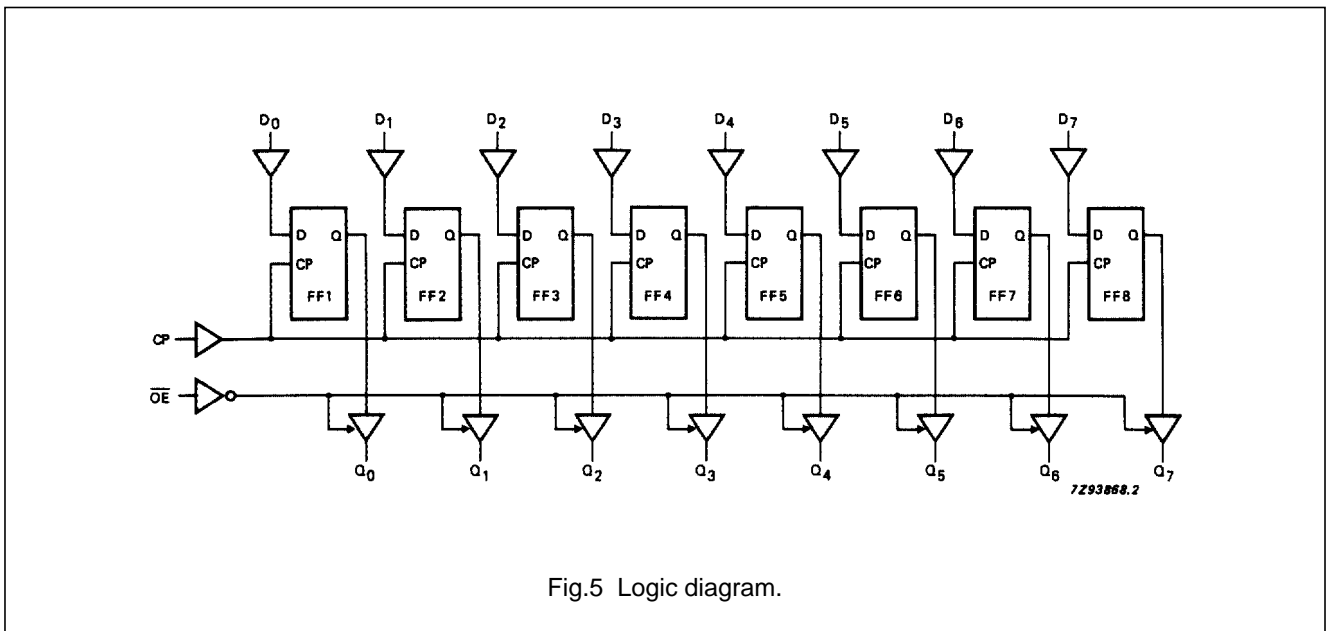 D0 D1 D2 D3 D4 D5 D6 D7
D Q D Q D Q D Q D Q D Q D Q D Q
CP CP CP CP CP CP CP CP
FF1 FF2 FF3 FF4 FF5 FF6 FF7 FF8
CP
OE
Q0 Q1 Q2 Q3 Q4 Q5 Q6 Q7
7Z93868.2
Fig.5 Logic diagram.